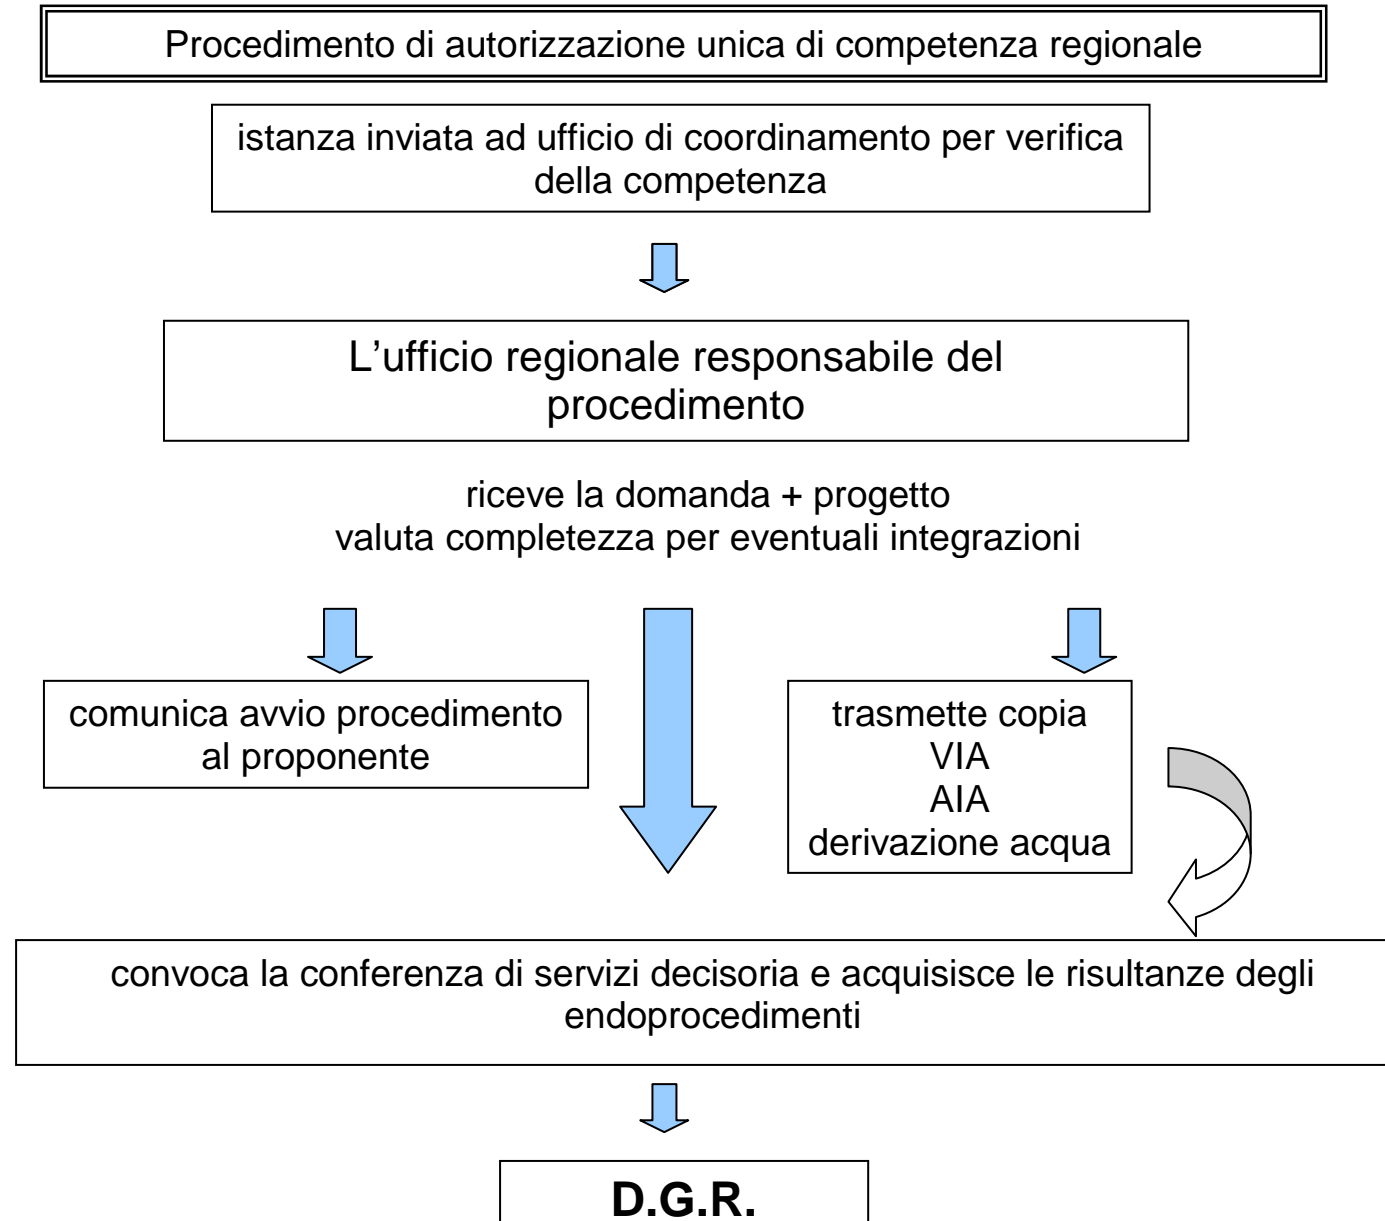 Procedimento di autorizzazione unica di competenza regionale
istanza inviata ad ufficio di coordinamento per verifica
della competenza
L'ufficio regionale responsabile del
procedimento
riceve la domanda + progetto
valuta completezza per eventuali integrazioni
comunica avvio procedimento
al proponente
trasmette copia
VIA
AIA
derivazione acqua
convoca la conferenza di servizi decisoria e acquisisce le risultanze degli
endoprocedimenti
D.G.R.